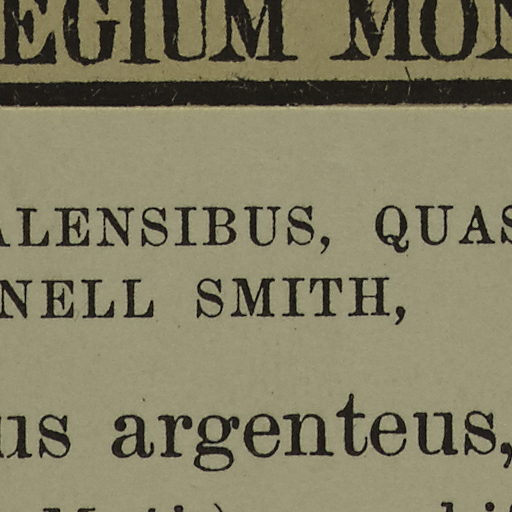 EGIUM MON
ALENSIBUS, QUAS
NELL SMITH,
us argenteus,